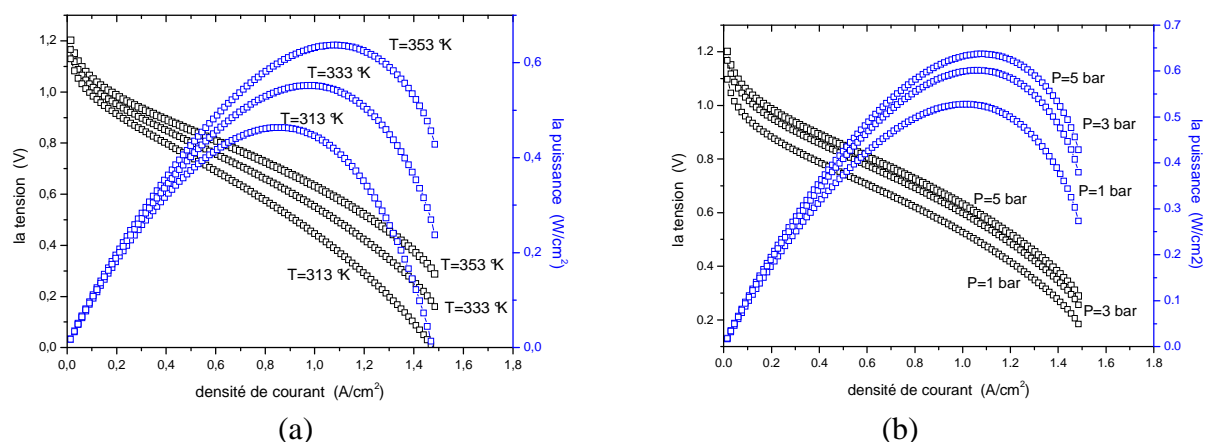 1,2
1,0
0,8
0,6
0,4
0,2
0,0
la tension (V)
T=353 °K
T=333 °K
T=313 °K
T=313 °K
T=353 °K
T=333 °K
0,6
0,4
0,2
0,0
la puissance (W/cm²)
0,0 0,2 0,4 0,6 0,8 1,0 1,2 1,4 1,6 1,8
densité de courant (A/cm²)
(a)
1.2
1.0
0.8
0.6
0.4
0.2
la tension (V)
P=5 bar
P=3 bar
P=1 bar
P=5 bar
P=1 bar
P=3 bar
0.7
0.6
0.5
0.4
0.3
0.2
0.1
0.0
la puissance (W/cm2)
0.0 0.2 0.4 0.6 0.8 1.0 1.2 1.4 1.6 1.8
densité de courant (A/cm²)
(b)